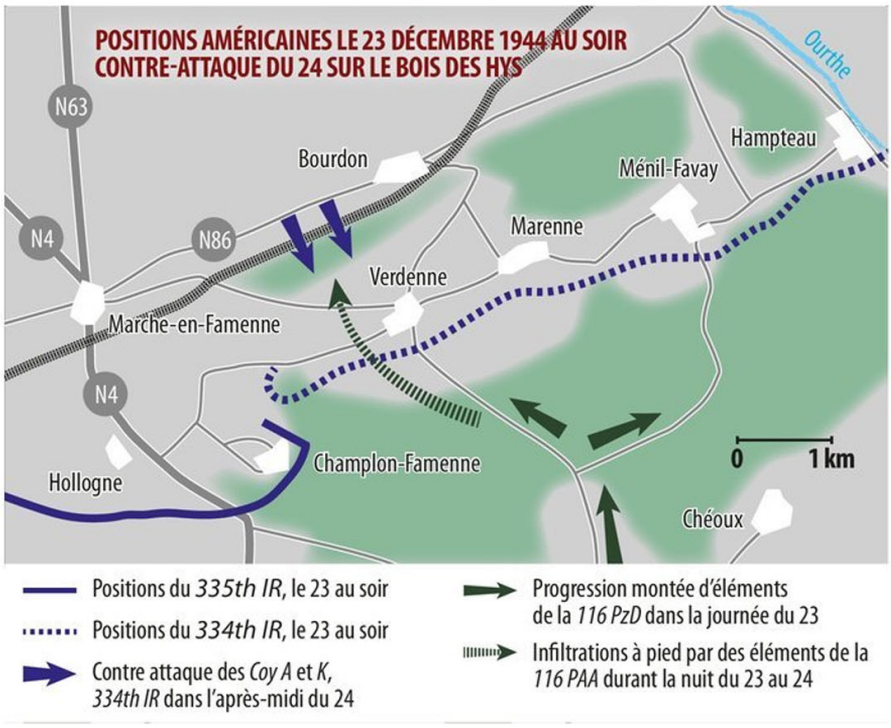 POSITIONS AMÉRICAINES LE 23 DÉCEMBRE 1944 AU SOIR
CONTRE-ATTAQUE DU 24 SUR LE BOIS DES HYS
Ourthe
N63
Hampteau
Bourdon
Ménil-Favay
N4
N86
Marenne
Verdenne
Marche-en-Famenne
N4
Hollogne
Champlon-Famenne
0 1 km
Chéoux
Positions du 335th IR, le 23 au soir
Positions du 334th IR, le 23 au soir
Contre attaque des Coy A et K,
334th IR dans l'après-midi du 24
Progression montée d'éléments
de la 116 PzD dans la journée du 23
Infiltrations à pied par des éléments de la
116 PAA durant la nuit du 23 au 24